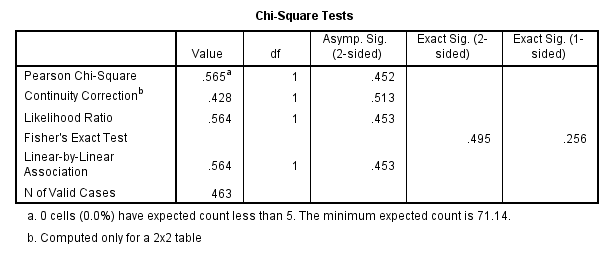 Chi-Square Tests
Value df Asymp. Sig. (2-sided) Exact Sig. (2-sided) Exact Sig. (1-sided)
Pearson Chi-Square .565a 1 .452
Continuity Correctionb .428 1 .513
Likelihood Ratio .564 1 .453
Fisher's Exact Test .495 .256
Linear-by-Linear Association .564 1 .453
N of Valid Cases 463
a. 0 cells (0.0%) have expected count less than 5. The minimum expected count is 71.14.
b. Computed only for a 2x2 table